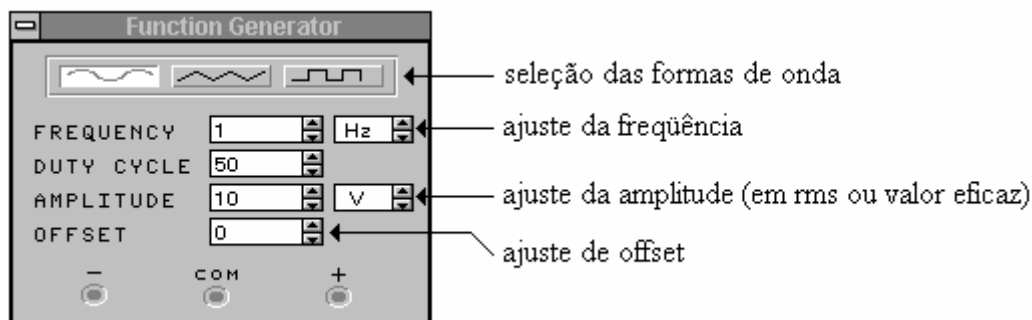 Function Generator
seleção das formas de onda
FREQUENCY 1 Hz
ajuste da freqüência
DUTY CYCLE 50
AMPLITUDE 10 V
ajuste da amplitude (em rms ou valor eficaz)
OFFSET 0
ajuste de offset
- COM +